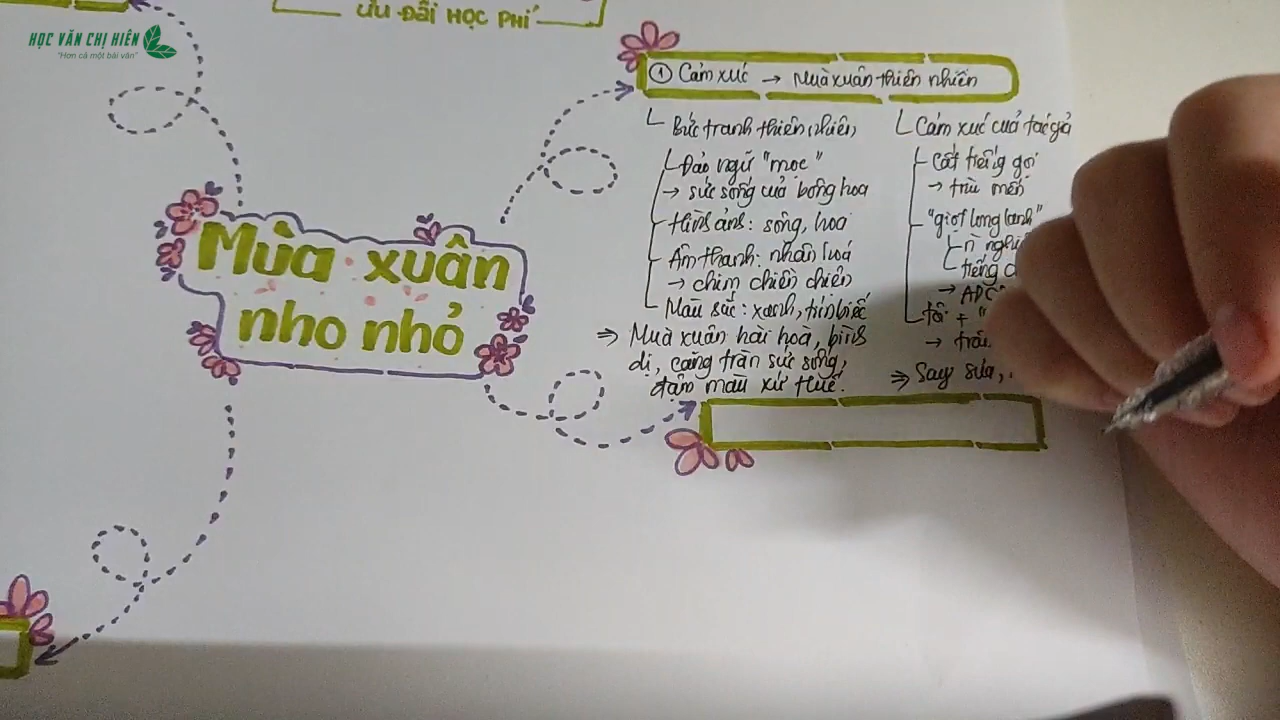 HỌC VĂN CHỊ HIÊN
"Hơn cả một bài văn"
ƯU ĐÃI HỌC PHÍ
Mùa xuân
nho nhỏ
① Cảm xúc → Mùa xuân thiên nhiên
Bức tranh thiên nhiên
Đảo ngữ "mọc"
→ sức sống của bông hoa
Hình ảnh: sông, hoa
Âm thanh: nhân hoá
→ chim chiền chiện
Màu sắc: xanh, tím biếc
⇒ Mùa xuân hài hoà, bình
dị, căng tràn sức sống,
đậm màu xứ Huế.
Cảm xúc của tác giả
Cất tiếng gọi
→ trìu mến
"giọt long lanh"
tiếng
→
tôi +
→
⇒ Say sưa,